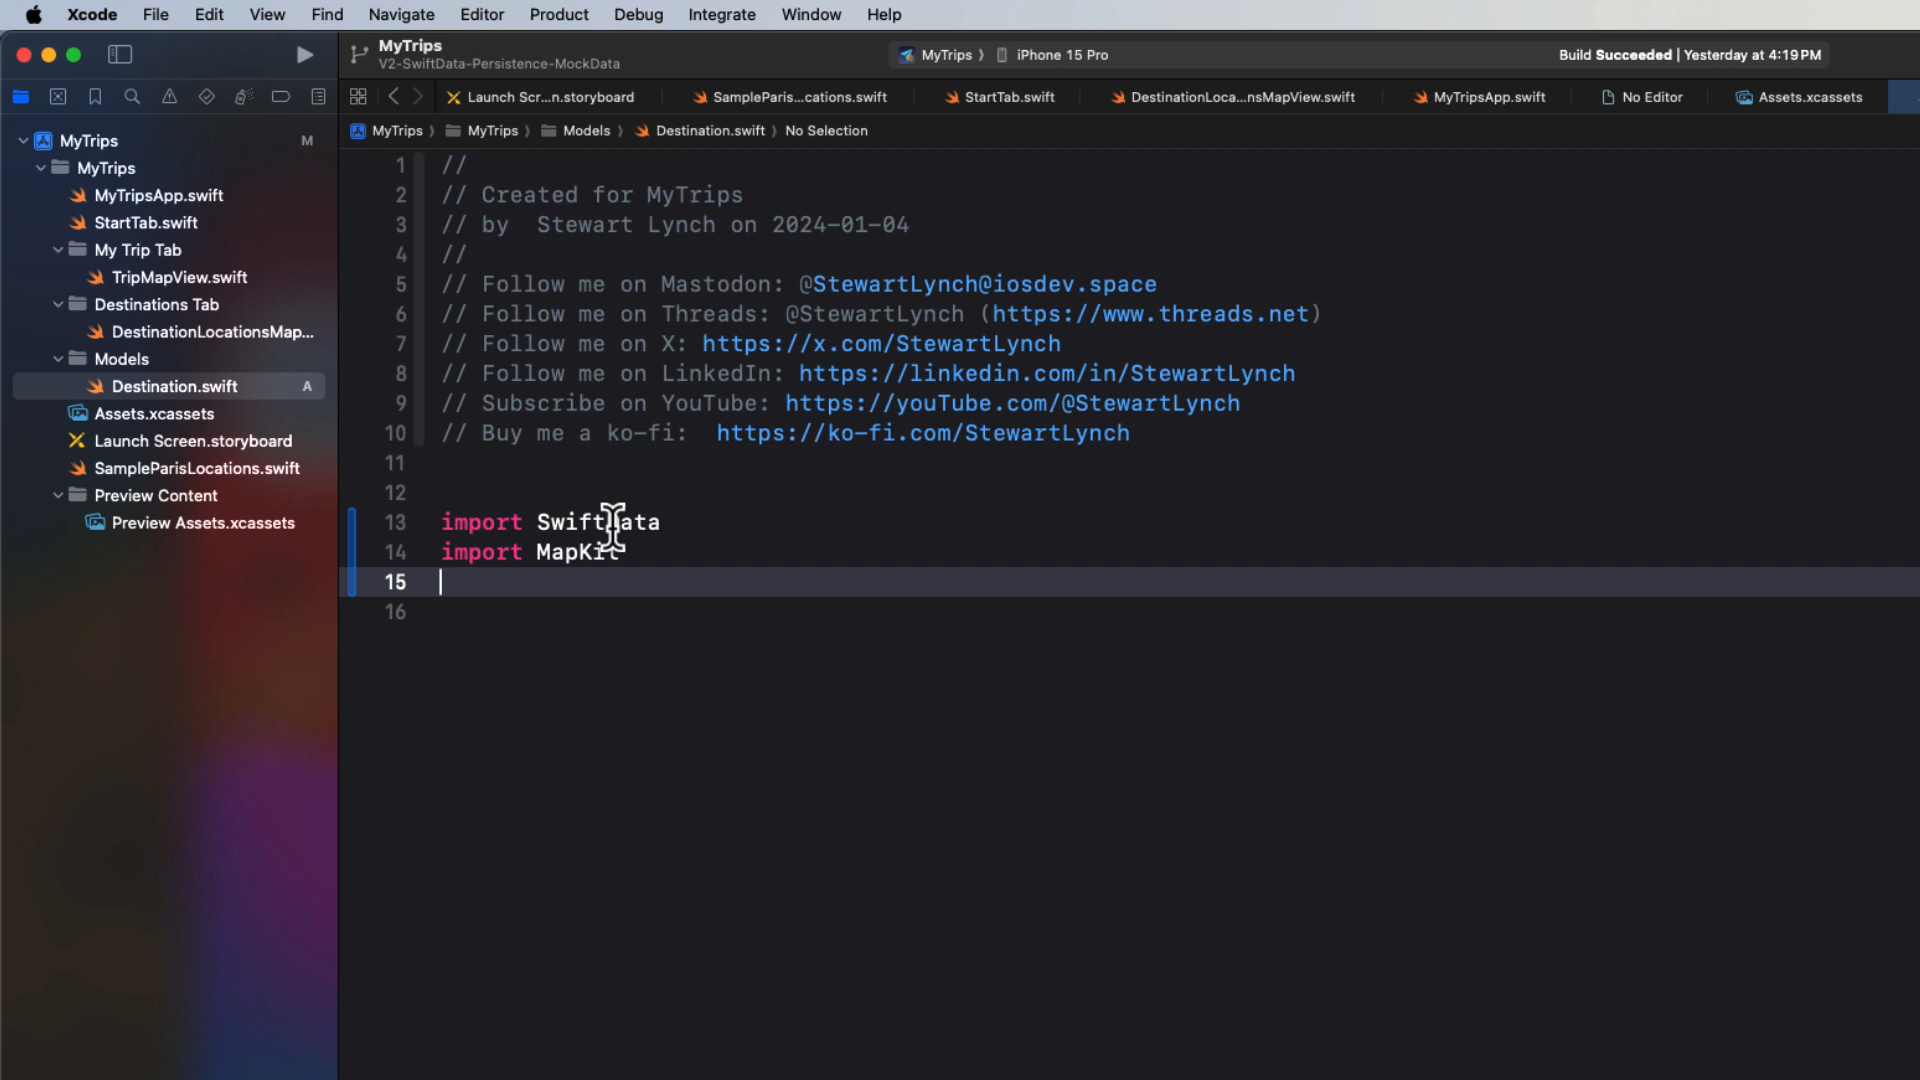 Xcode File Edit View Find Navigate Editor Product Debug Integrate Window Help
MyTrips
V2-SwiftData-Persistence-MockData
MyTrips ⟩ iPhone 15 Pro
Build Succeeded | Yesterday at 4:19 PM
Launch Scr...n.storyboard SampleParis...cations.swift StartTab.swift DestinationLoca...nsMapView.swift MyTripsApp.swift No Editor Assets.xcassets
MyTrips ⟩ MyTrips ⟩ Models ⟩ Destination.swift ⟩ No Selection
MyTrips M
MyTrips
MyTripsApp.swift
StartTab.swift
My Trip Tab
TripMapView.swift
Destinations Tab
DestinationLocationsMap...
Models
Destination.swift A
Assets.xcassets
Launch Screen.storyboard
SampleParisLocations.swift
Preview Content
Preview Assets.xcassets
1 //
2 // Created for MyTrips
3 // by  Stewart Lynch on 2024-01-04
4 //
5 // Follow me on Mastodon: @StewartLynch@iosdev.space
6 // Follow me on Threads: @StewartLynch (https://www.threads.net)
7 // Follow me on X: https://x.com/StewartLynch
8 // Follow me on LinkedIn: https://linkedin.com/in/StewartLynch
9 // Subscribe on YouTube: https://youTube.com/@StewartLynch
10 // Buy me a ko-fi:  https://ko-fi.com/StewartLynch
11
12
13 import SwiftData
14 import MapKit
15
16